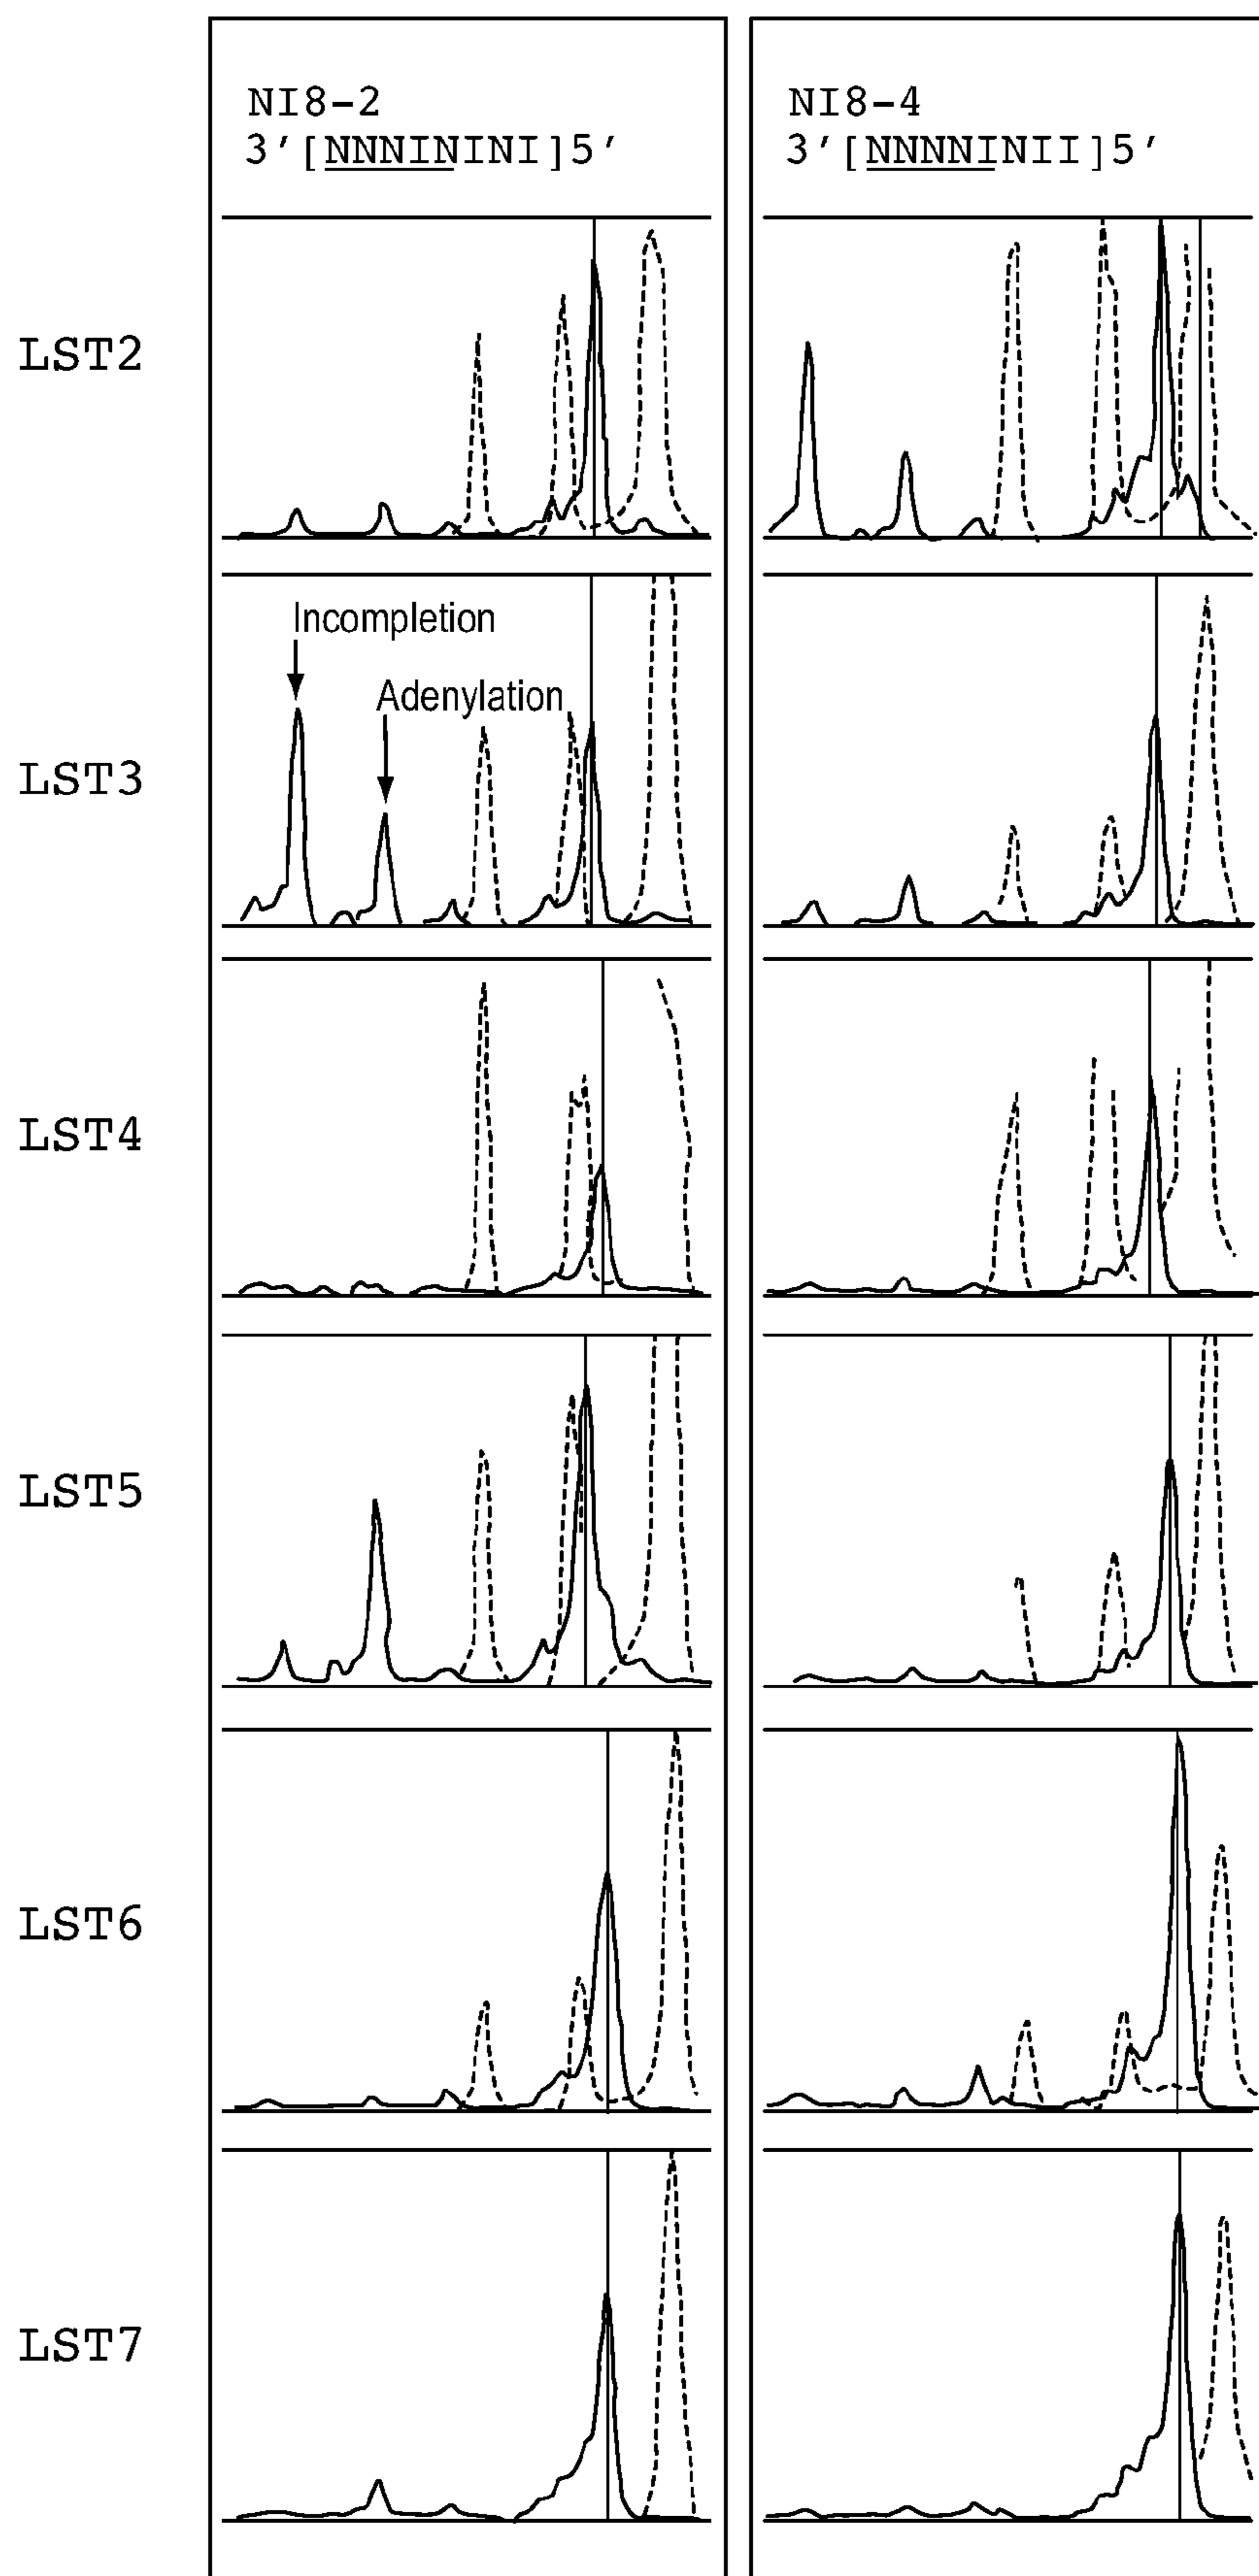 NI8-2
3′[NNNININI]5′
NI8-4
3′[NNNNINII]5′
LST2
LST3
Incompletion
Adenylation
LST4
LST5
LST6
LST7